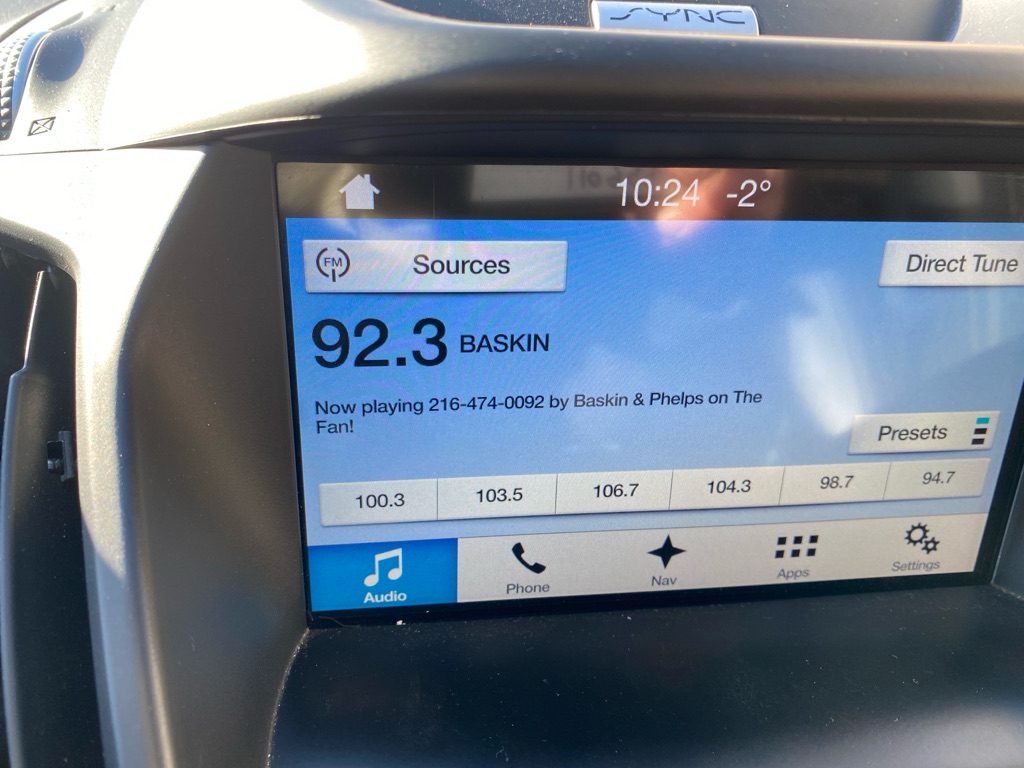 SYNC
10:24 -2°
FM Sources
Direct Tune
92.3 BASKIN
Now playing 216-474-0092 by Baskin & Phelps on The
Fan!
Presets
100.3 103.5 106.7 104.3 98.7 94.7
Audio Phone Nav Apps Settings